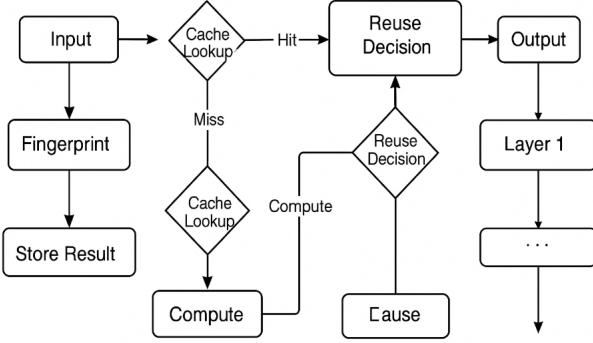 Input
Cache
Lookup
Hit
Reuse
Decision
Output
Miss
Fingerprint
Reuse
Decision
Layer 1
Cache
Lookup
Compute
Store Result
...
Compute